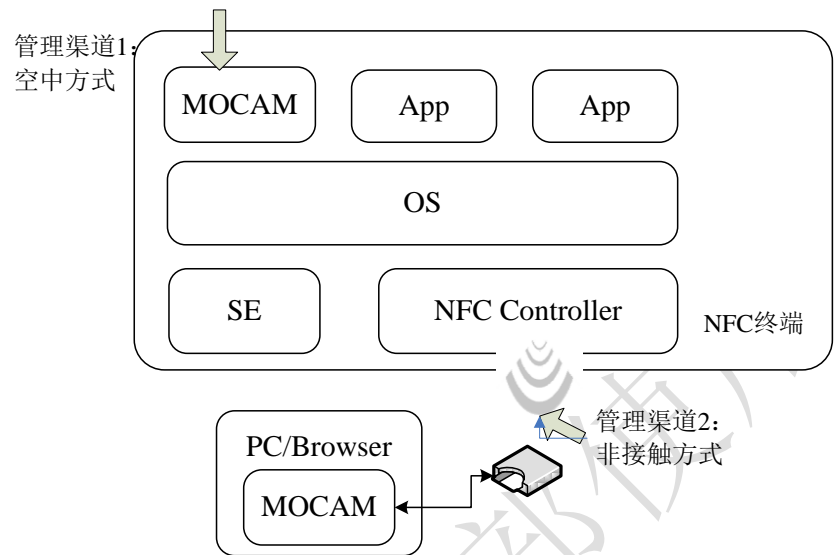 管理渠道1：
空中方式
MOCAM
App
App
OS
SE
NFC Controller
NFC终端
管理渠道2：
非接触方式
PC/Browser
MOCAM